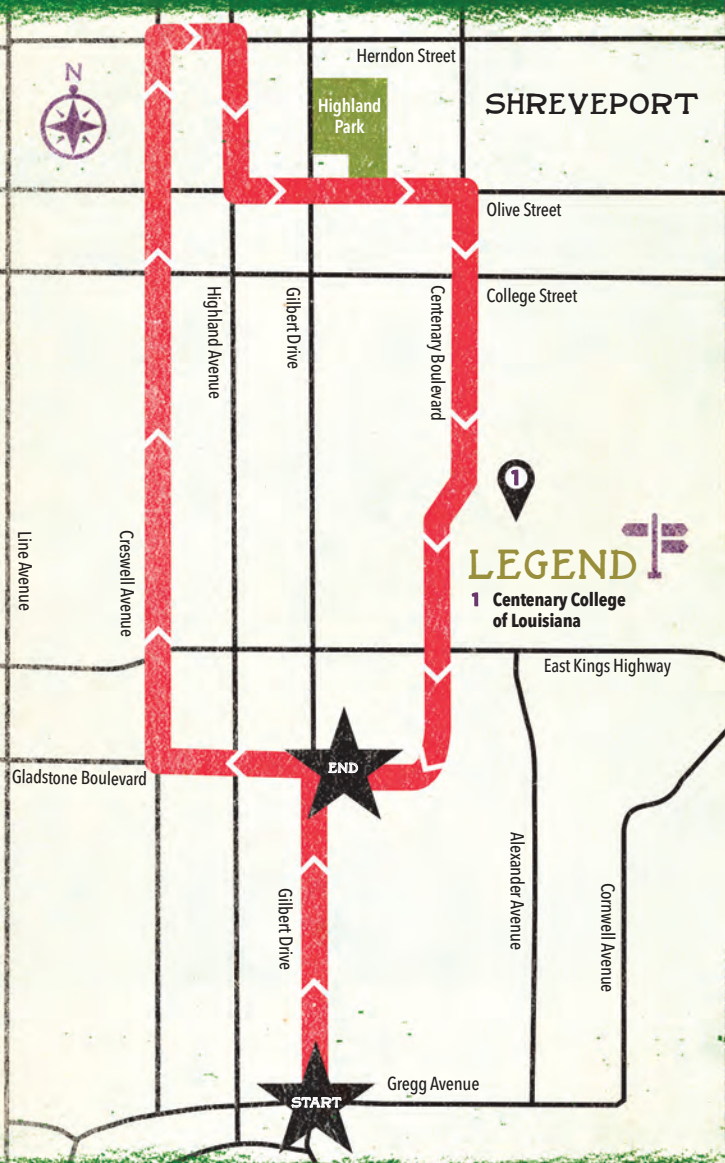 N
Herndon Street
SHREVEPORT
Highland
Park
Olive Street
College Street
Highland Avenue
Gilbert Drive
Centenary Boulevard
1
Line Avenue
Creswell Avenue
LEGEND
1 Centenary College
of Louisiana
East Kings Highway
END
Gladstone Boulevard
Gilbert Drive
Alexander Avenue
Cornwell Avenue
Gregg Avenue
START